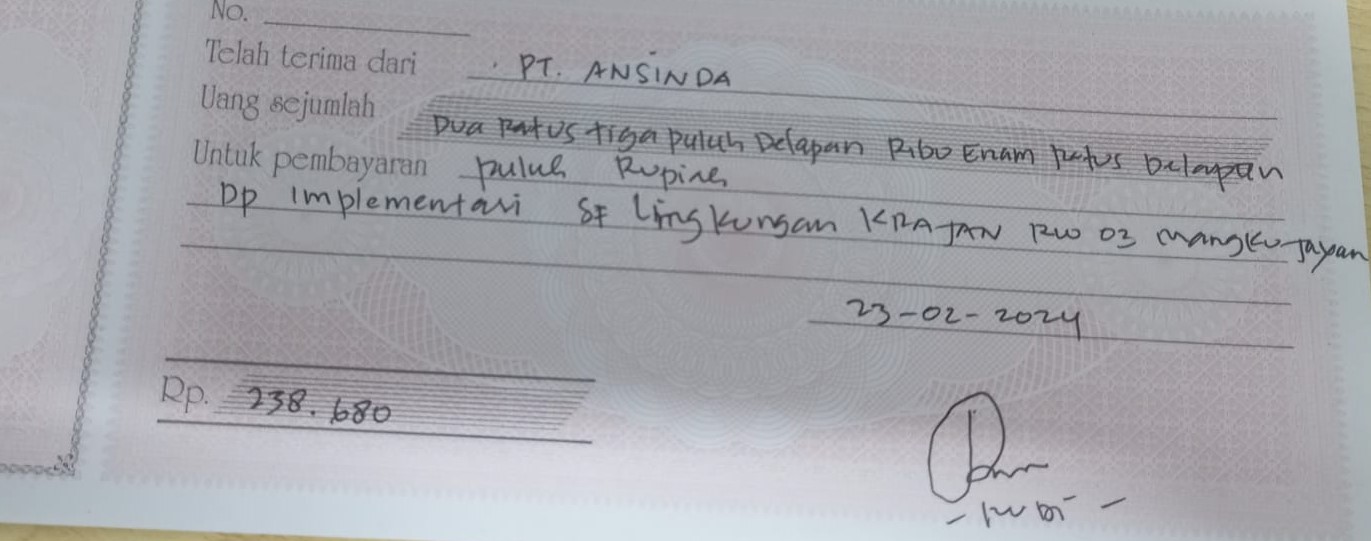 No.
Telah terima dari . PT. ANSINDA
Uang sejumlah Dua Ratus tiga puluh Delapan Ribu Enam Ratus Delapan
Untuk pembayaran puluh Rupiah
Dp Implementasi SF Lingkungan KRAJAN RW 03 Mangkujayan
23-02-2024
Rp. 238.680